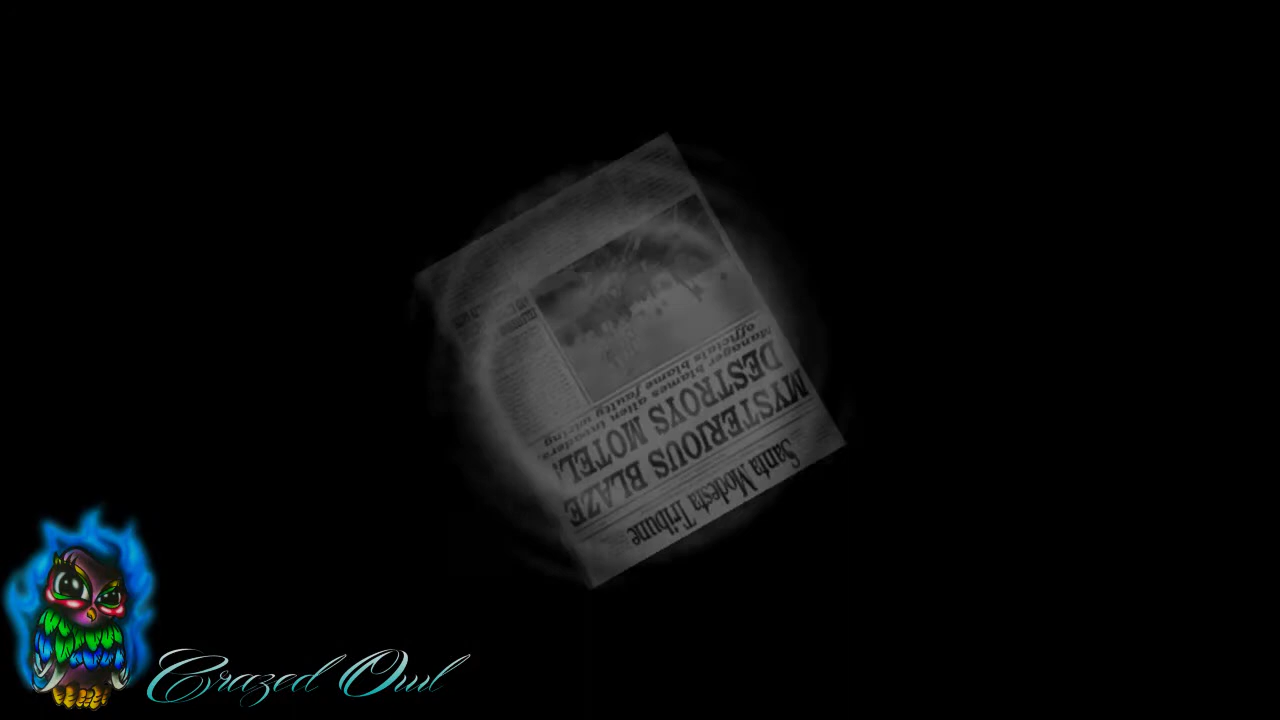 Santa Modesta Tribune
MYSTERIOUS BLAZE
DESTROYS MOTEL
Manager blames alien invaders,
officials blame faulty wiring
Crazed Owl